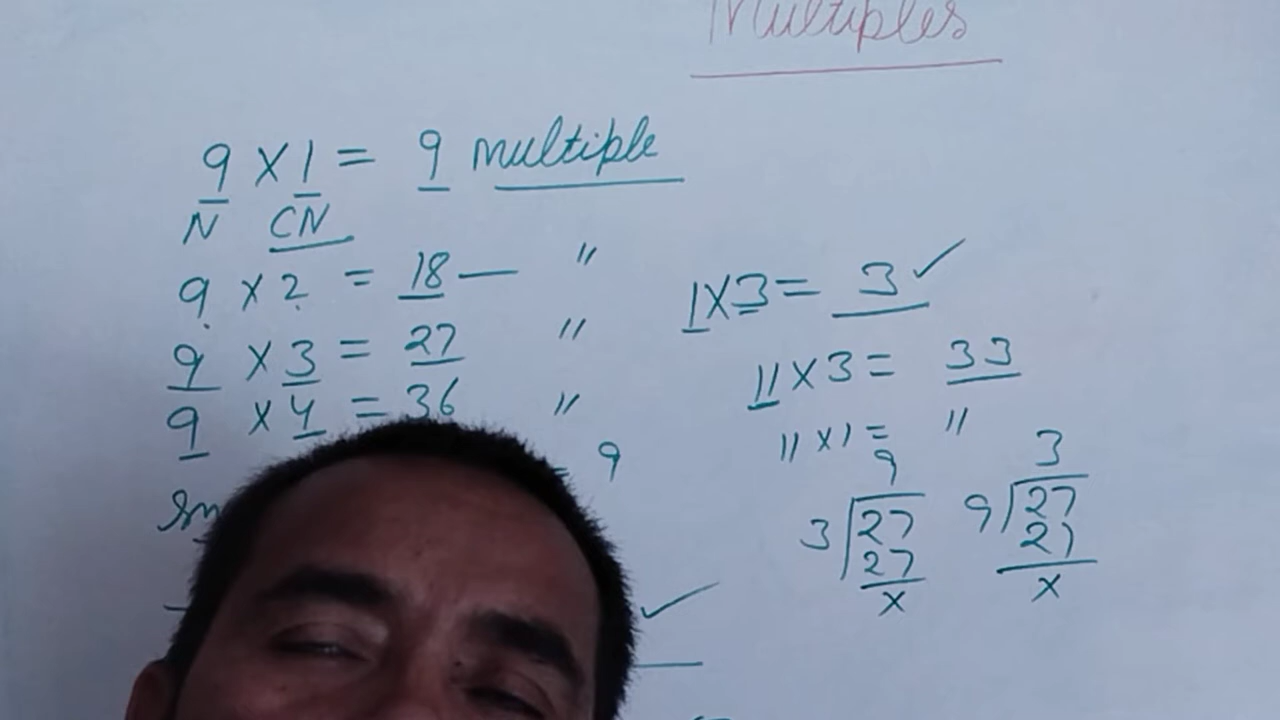 Multiples
9 X 1 = 9 multiple
N CN
9 X 2 = 18 — "
9 X 3 = 27 "
9 X 4 = 36 "
= 9
1X3 = 3 ✓
11 X 3 = 33
11 X 1 = "
9
3 27
27
x
3
9 27
27
x
✓